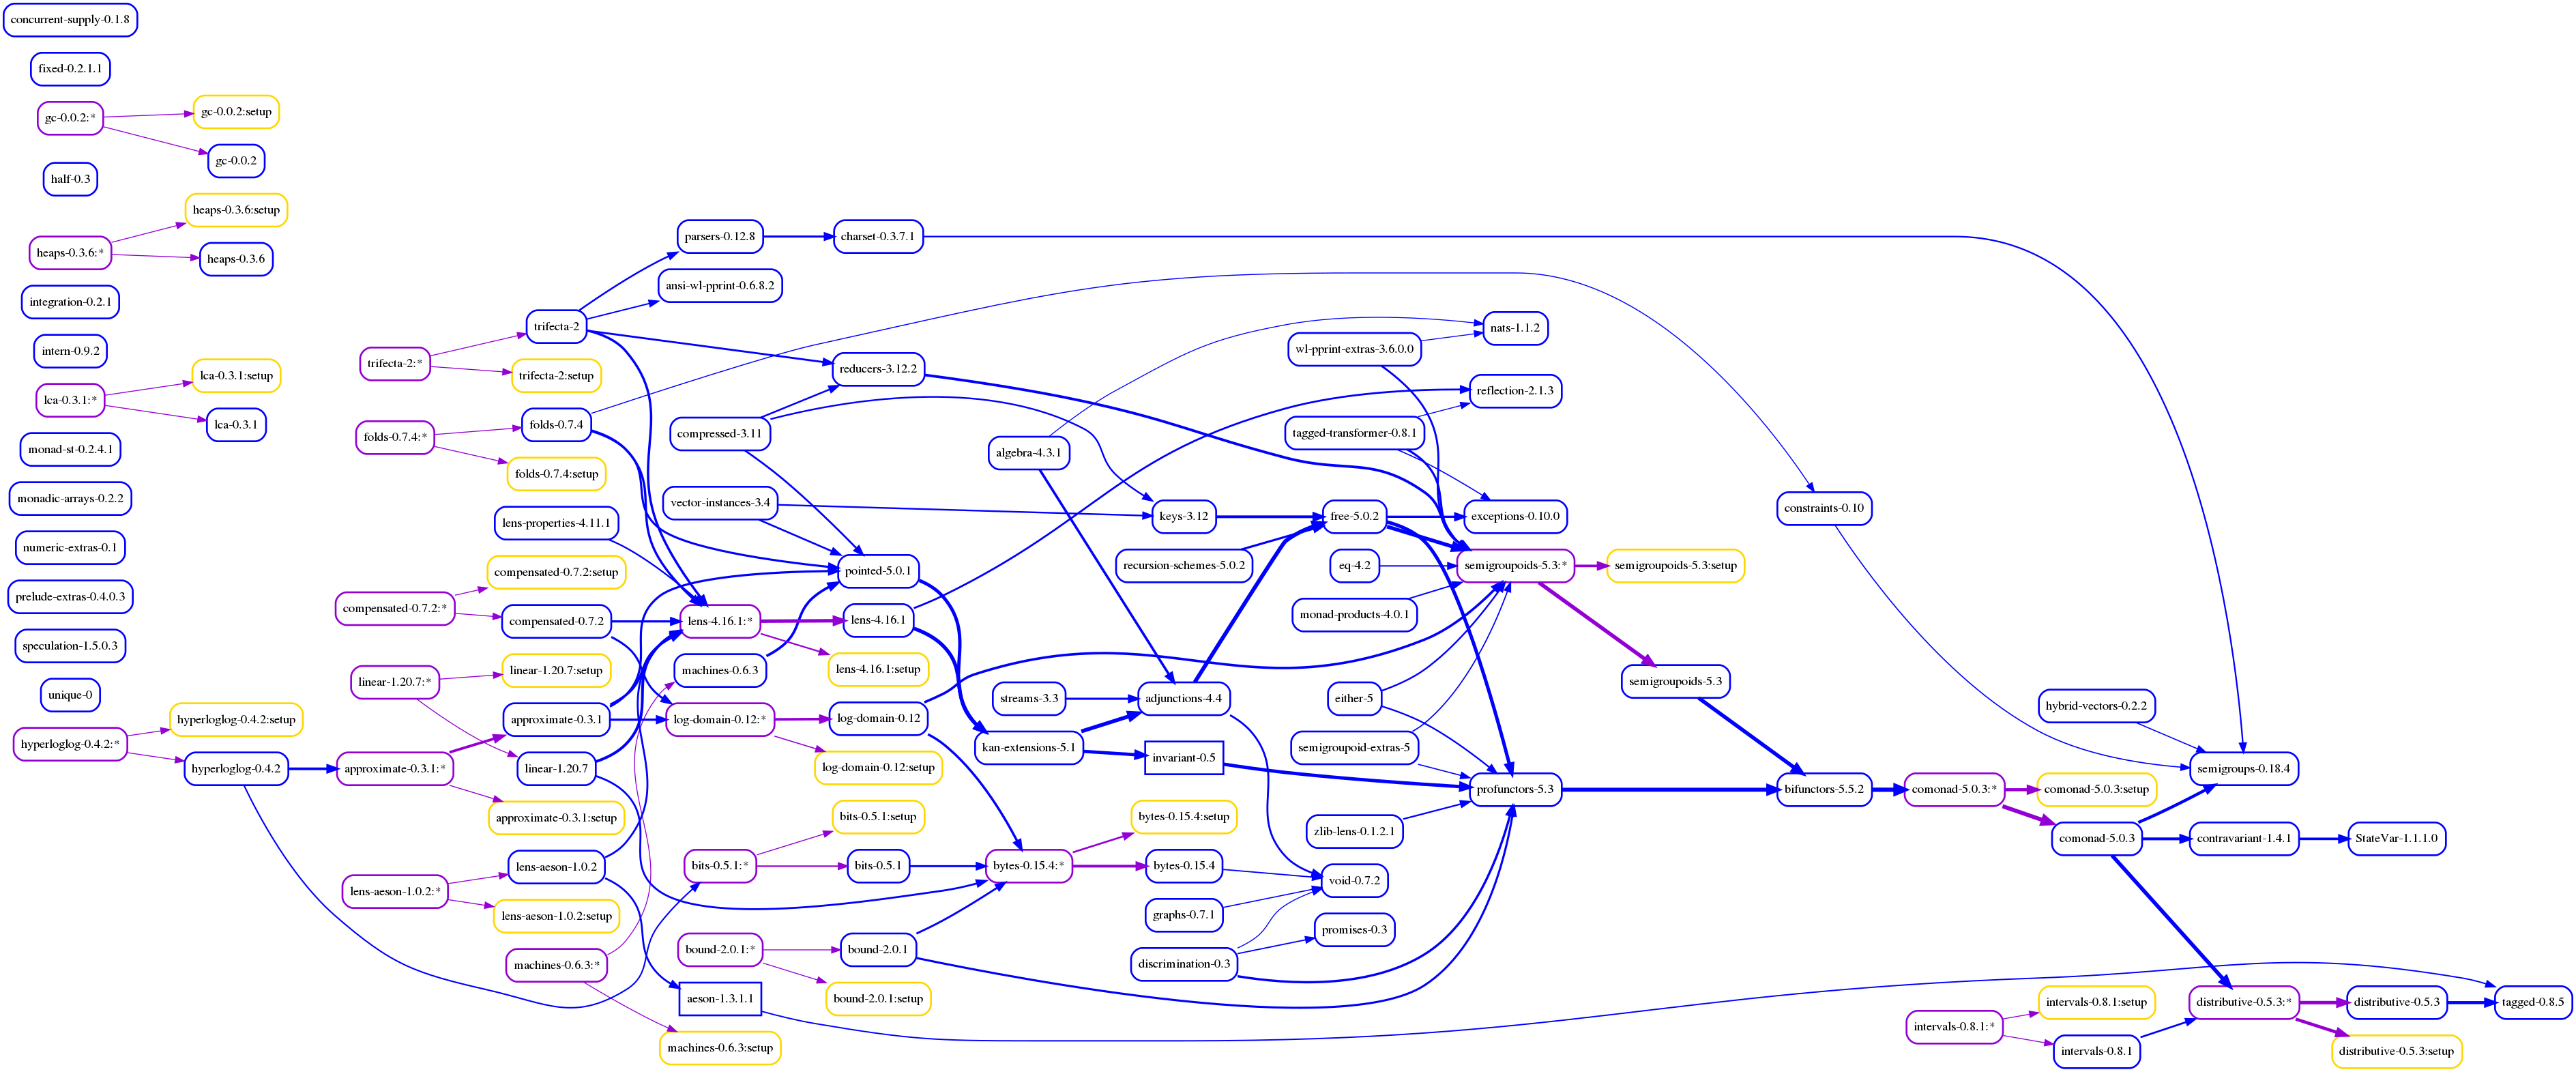 concurrent-supply-0.1.8
fixed-0.2.1.1
gc-0.0.2:*
gc-0.0.2:setup
gc-0.0.2
half-0.3
heaps-0.3.6:*
heaps-0.3.6:setup
heaps-0.3.6
integration-0.2.1
intern-0.9.2
lca-0.3.1:*
lca-0.3.1:setup
lca-0.3.1
monad-st-0.2.4.1
monadic-arrays-0.2.2
numeric-extras-0.1
prelude-extras-0.4.0.3
speculation-1.5.0.3
unique-0
hyperloglog-0.4.2:*
hyperloglog-0.4.2:setup
hyperloglog-0.4.2
trifecta-2:*
folds-0.7.4:*
compensated-0.7.2:*
linear-1.20.7:*
approximate-0.3.1:*
lens-aeson-1.0.2:*
trifecta-2
trifecta-2:setup
folds-0.7.4
folds-0.7.4:setup
lens-properties-4.11.1
compensated-0.7.2:setup
compensated-0.7.2
linear-1.20.7:setup
approximate-0.3.1
linear-1.20.7
approximate-0.3.1:setup
lens-aeson-1.0.2
lens-aeson-1.0.2:setup
machines-0.6.3:*
parsers-0.12.8
ansi-wl-pprint-0.6.8.2
compressed-3.11
vector-instances-3.4
lens-4.16.1:*
machines-0.6.3
log-domain-0.12:*
bits-0.5.1:*
bound-2.0.1:*
aeson-1.3.1.1
machines-0.6.3:setup
charset-0.3.7.1
reducers-3.12.2
pointed-5.0.1
lens-4.16.1
lens-4.16.1:setup
log-domain-0.12
log-domain-0.12:setup
bits-0.5.1:setup
bits-0.5.1
bound-2.0.1
bound-2.0.1:setup
algebra-4.3.1
streams-3.3
kan-extensions-5.1
bytes-0.15.4:*
keys-3.12
recursion-schemes-5.0.2
adjunctions-4.4
invariant-0.5
bytes-0.15.4:setup
bytes-0.15.4
graphs-0.7.1
discrimination-0.3
wl-pprint-extras-3.6.0.0
tagged-transformer-0.8.1
free-5.0.2
eq-4.2
monad-products-4.0.1
either-5
semigroupoid-extras-5
zlib-lens-0.1.2.1
void-0.7.2
promises-0.3
nats-1.1.2
reflection-2.1.3
exceptions-0.10.0
semigroupoids-5.3:*
profunctors-5.3
semigroupoids-5.3:setup
semigroupoids-5.3
constraints-0.10
bifunctors-5.5.2
comonad-5.0.3:*
intervals-0.8.1:*
hybrid-vectors-0.2.2
comonad-5.0.3:setup
comonad-5.0.3
intervals-0.8.1:setup
intervals-0.8.1
semigroups-0.18.4
contravariant-1.4.1
distributive-0.5.3:*
StateVar-1.1.1.0
distributive-0.5.3
distributive-0.5.3:setup
tagged-0.8.5